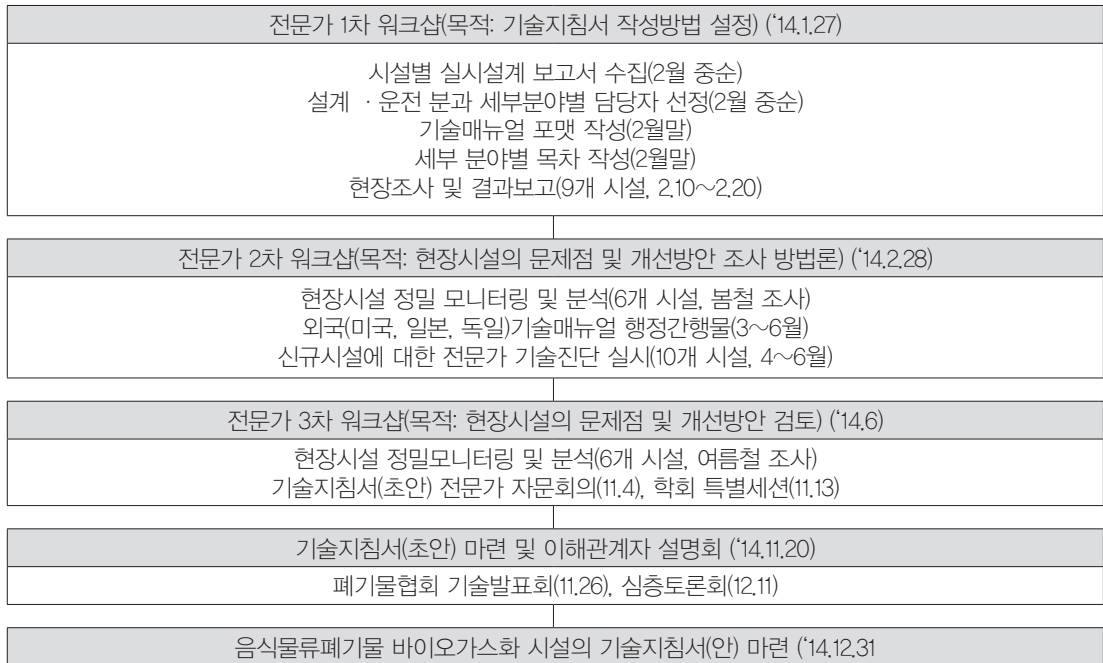 전문가 1차 워크샵(목적: 기술지침서 작성방법 설정) (‘14.1.27)
시설별 실시설계 보고서 수집(2월 중순)
설계 · 운전 분과 세부분야별 담당자 선정(2월 중순)
기술매뉴얼 포맷 작성(2월말)
세부 분야별 목차 작성(2월말)
현장조사 및 결과보고(9개 시설, 2.10～2.20)
전문가 2차 워크샵(목적: 현장시설의 문제점 및 개선방안 조사 방법론) (‘14.2.28)
현장시설 정밀 모니터링 및 분석(6개 시설, 봄철 조사)
외국(미국, 일본, 독일)기술매뉴얼 행정간행물(3～6월)
신규시설에 대한 전문가 기술진단 실시(10개 시설, 4～6월)
전문가 3차 워크샵(목적: 현장시설의 문제점 및 개선방안 검토) (‘14.6)
현장시설 정밀모니터링 및 분석(6개 시설, 여름철 조사)
기술지침서(초안) 전문가 자문회의(11.4), 학회 특별세션(11.13)
기술지침서(초안) 마련 및 이해관계자 설명회 (‘14.11.20)
폐기물협회 기술발표회(11.26), 심층토론회(12.11)
음식물류폐기물 바이오가스화 시설의 기술지침서(안) 마련 (‘14.12.31